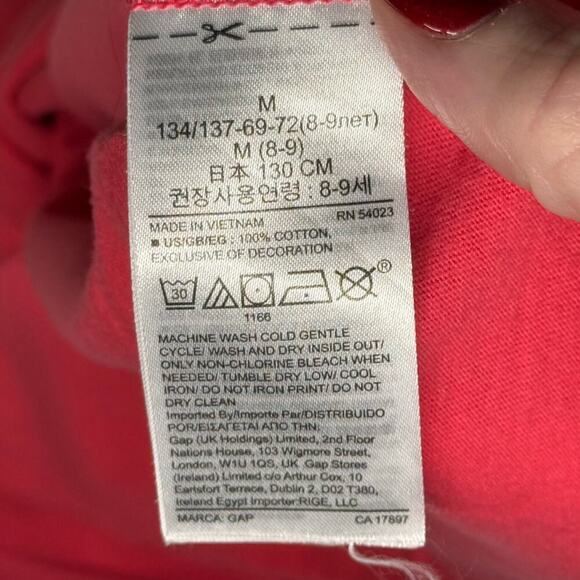 M
134/137-69-72(8-9лет)
M (8-9)
日本 130 CM
권장사용연령 : 8-9세
MADE IN VIETNAM RN 54023
■ US/GB/EG : 100% COTTON,
EXCLUSIVE OF DECORATION
30
®
1166
MACHINE WASH COLD GENTLE
CYCLE/ WASH AND DRY INSIDE OUT/
ONLY NON-CHLORINE BLEACH WHEN
NEEDED/ TUMBLE DRY LOW/ COOL
IRON/ DO NOT IRON PRINT/ DO NOT
DRY CLEAN
Imported By/Importe Par/DISTRIBUIDO
POR/ΕΙΣΑΓΕΤΑΙ ΑΠΟ ΤΗΝ:
Gap (UK Holdings) Limited, 2nd Floor
Nations House, 103 Wigmore Street,
London, W1U 1QS, UK Gap Stores
(Ireland) Limited c/o Arthur Cox, 10
Earlsfort Terrace, Dublin 2, D02 T380,
Ireland Egypt Importer:RIGE, LLC
MARCA: GAP CA 17897